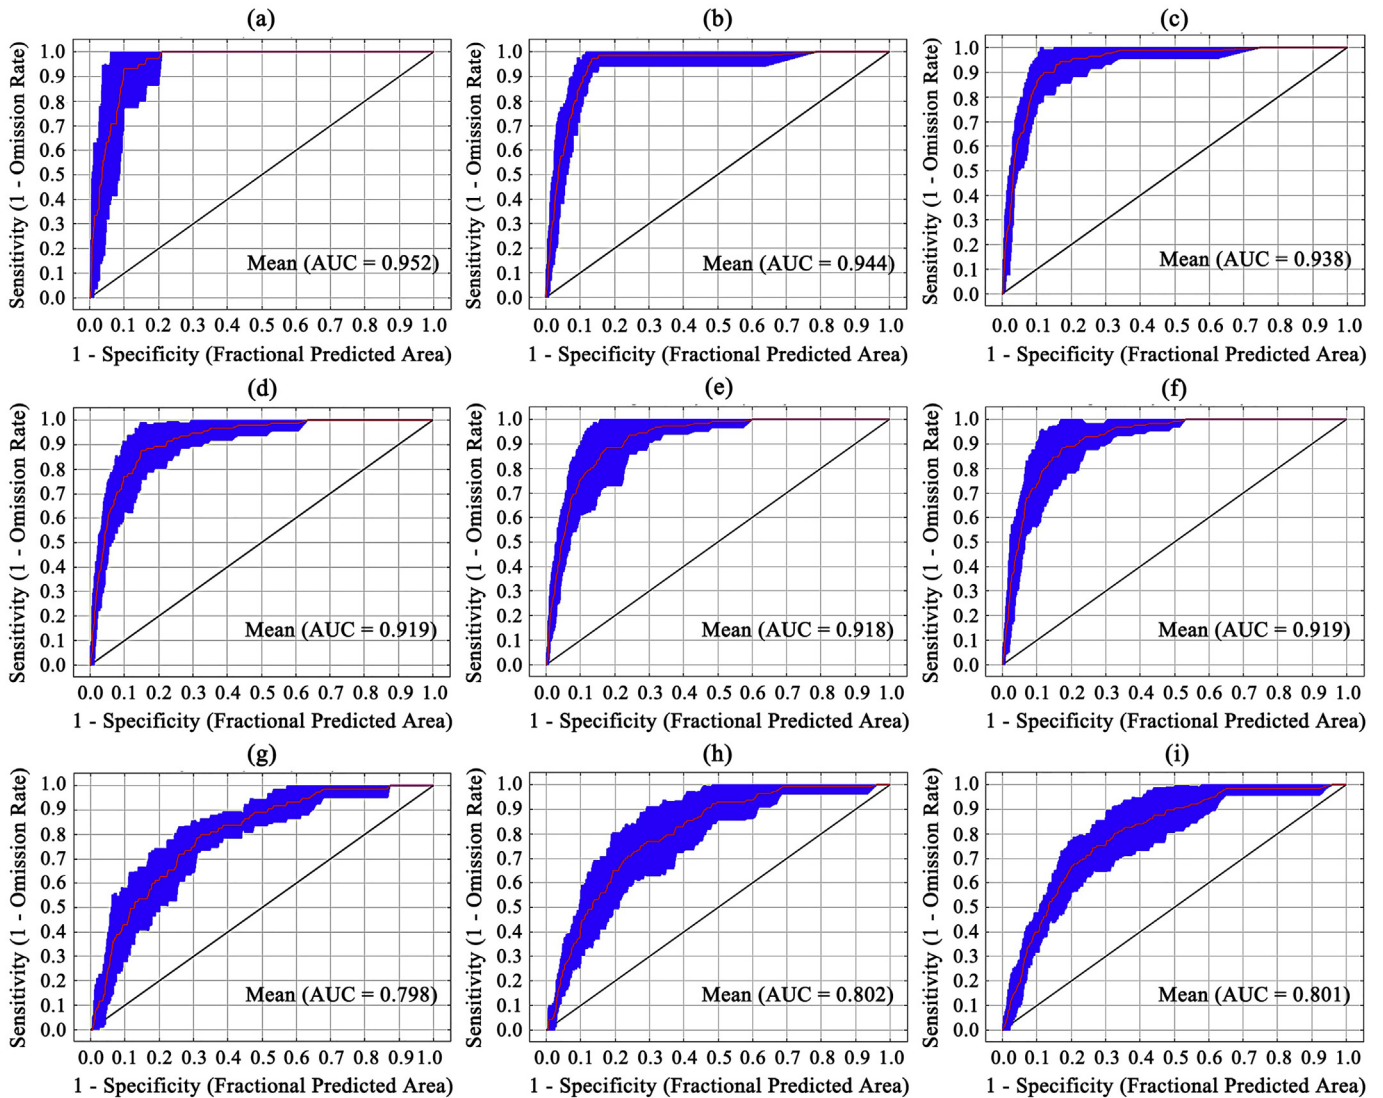 (a)
Sensitivity (1 - Omission Rate)
1.0
0.9
0.8
0.7
0.6
0.5
0.4
0.3
0.2
0.1
0.0
Mean (AUC = 0.952)
0.0 0.1 0.2 0.3 0.4 0.5 0.6 0.7 0.8 0.9 1.0
1 - Specificity (Fractional Predicted Area)
(b)
Sensitivity (1 - Omission Rate)
1.0
0.9
0.8
0.7
0.6
0.5
0.4
0.3
0.2
0.1
0.0
Mean (AUC = 0.944)
0.0 0.1 0.2 0.3 0.4 0.5 0.6 0.7 0.8 0.9 1.0
1 - Specificity (Fractional Predicted Area)
(c)
Sensitivity (1 - Omission Rate)
1.0
0.9
0.8
0.7
0.6
0.5
0.4
0.3
0.2
0.1
0.0
Mean (AUC = 0.938)
0.0 0.1 0.2 0.3 0.4 0.5 0.6 0.7 0.8 0.9 1.0
1 - Specificity (Fractional Predicted Area)
(d)
Sensitivity (1 - Omission Rate)
1.0
0.9
0.8
0.7
0.6
0.5
0.4
0.3
0.2
0.1
0.0
Mean (AUC = 0.919)
0.0 0.1 0.2 0.3 0.4 0.5 0.6 0.7 0.8 0.9 1.0
1 - Specificity (Fractional Predicted Area)
(e)
Sensitivity (1 - Omission Rate)
1.0
0.9
0.8
0.7
0.6
0.5
0.4
0.3
0.2
0.1
0.0
Mean (AUC = 0.918)
0.0 0.1 0.2 0.3 0.4 0.5 0.6 0.7 0.8 0.9 1.0
1 - Specificity (Fractional Predicted Area)
(f)
Sensitivity (1 - Omission Rate)
1.0
0.9
0.8
0.7
0.6
0.5
0.4
0.3
0.2
0.1
0.0
Mean (AUC = 0.919)
0.0 0.1 0.2 0.3 0.4 0.5 0.6 0.7 0.8 0.9 1.0
1 - Specificity (Fractional Predicted Area)
(g)
Sensitivity (1 - Omission Rate)
1.0
0.9
0.8
0.7
0.6
0.5
0.4
0.3
0.2
0.1
0.0
Mean (AUC = 0.798)
0.0 0.1 0.2 0.3 0.4 0.5 0.6 0.7 0.8 0.9 1.0
1 - Specificity (Fractional Predicted Area)
(h)
Sensitivity (1 - Omission Rate)
1.0
0.9
0.8
0.7
0.6
0.5
0.4
0.3
0.2
0.1
0.0
Mean (AUC = 0.802)
0.0 0.1 0.2 0.3 0.4 0.5 0.6 0.7 0.8 0.9 1.0
1 - Specificity (Fractional Predicted Area)
(i)
Sensitivity (1 - Omission Rate)
1.0
0.9
0.8
0.7
0.6
0.5
0.4
0.3
0.2
0.1
0.0
Mean (AUC = 0.801)
0.0 0.1 0.2 0.3 0.4 0.5 0.6 0.7 0.8 0.9 1.0
1 - Specificity (Fractional Predicted Area)